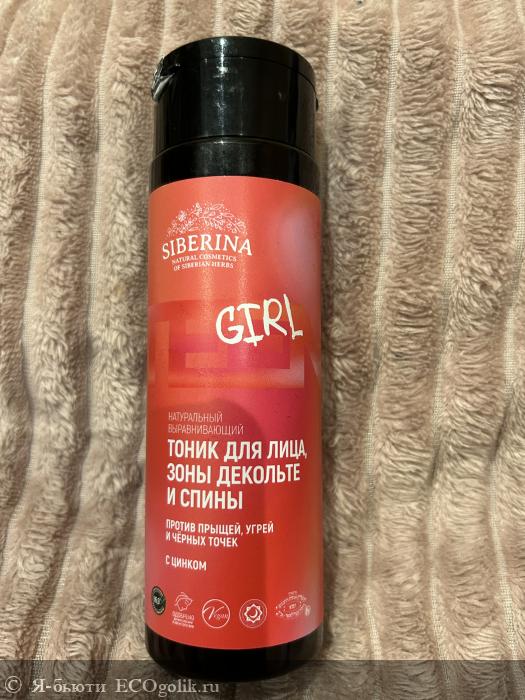 SIBERINA
NATURAL COSMETICS
OF SIBERIAN HERBS
GIRL
НАТУРАЛЬНЫЙ
ВЫРАВНИВАЮЩИЙ
ТОНИК ДЛЯ ЛИЦА,
ЗОНЫ ДЕКОЛЬТЕ
И СПИНЫ
ПРОТИВ ПРЫЩЕЙ, УГРЕЙ
И ЧЁРНЫХ ТОЧЕК
С ЦИНКОМ
Vegan
© Я-бьюти ECOgolik.ru